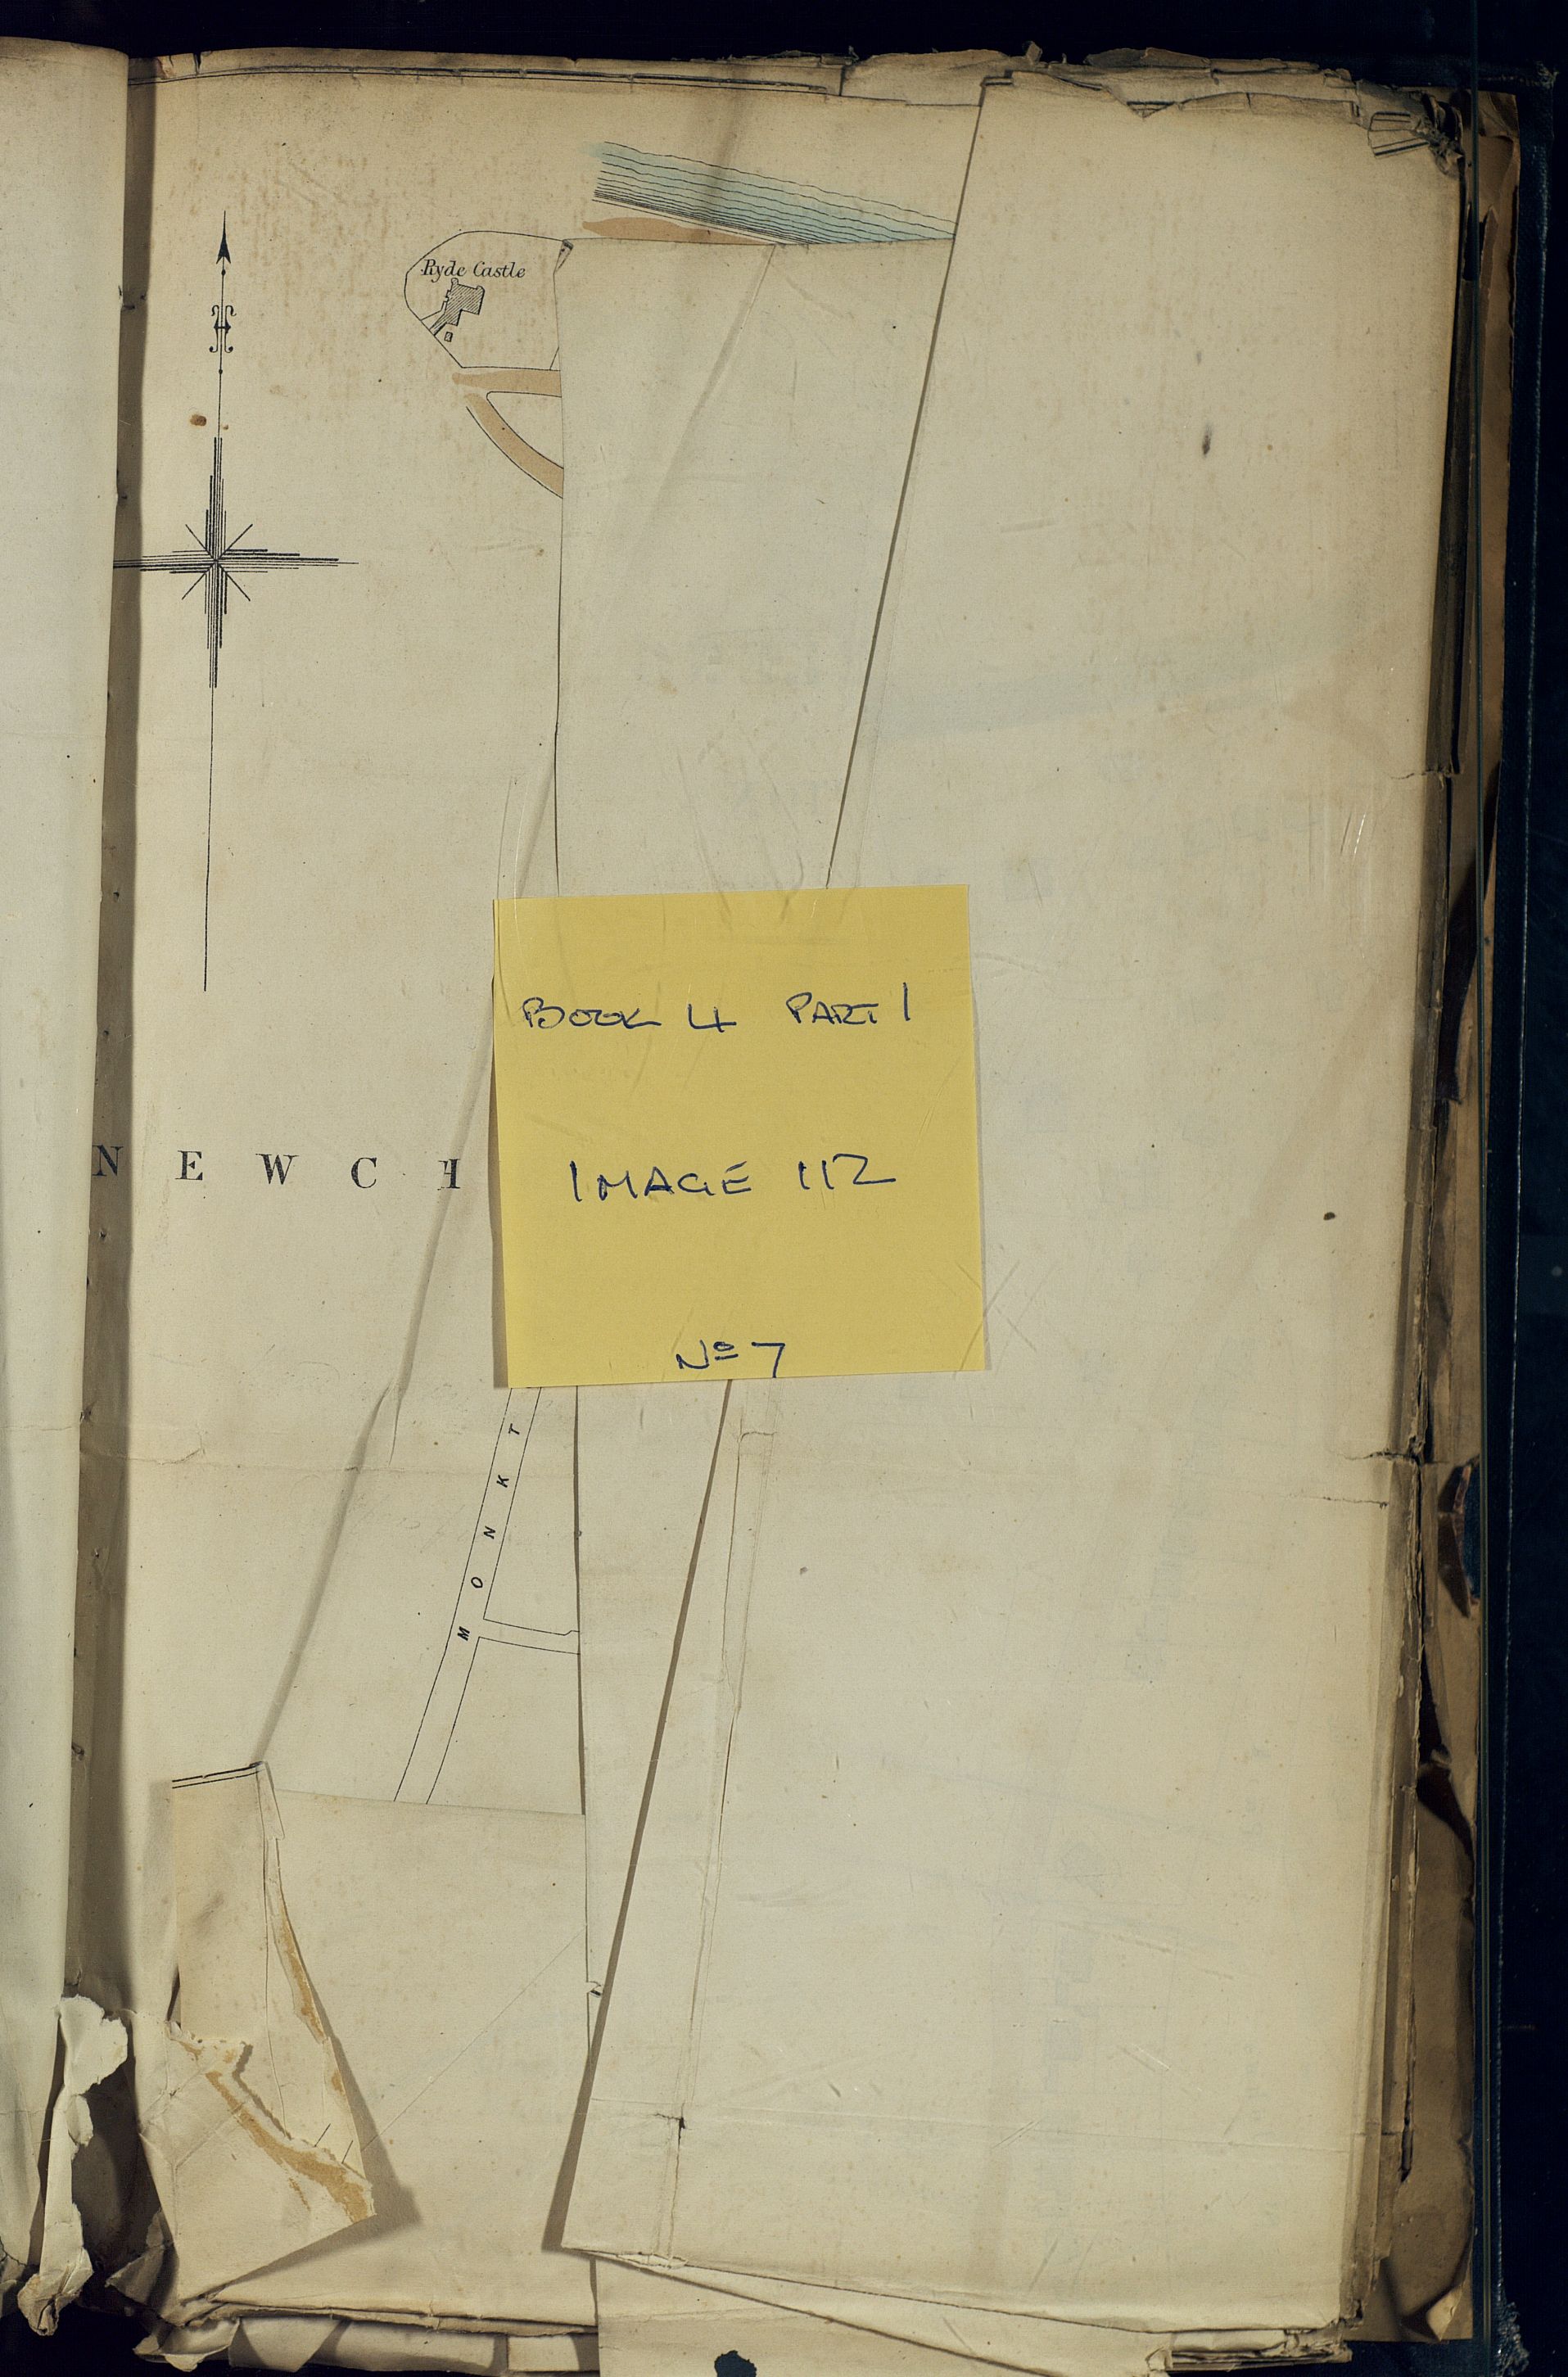 Ryde Castle
BOOK 4 PART 1
N E W C H
IMAGE 112
Nº 7
M O N K T